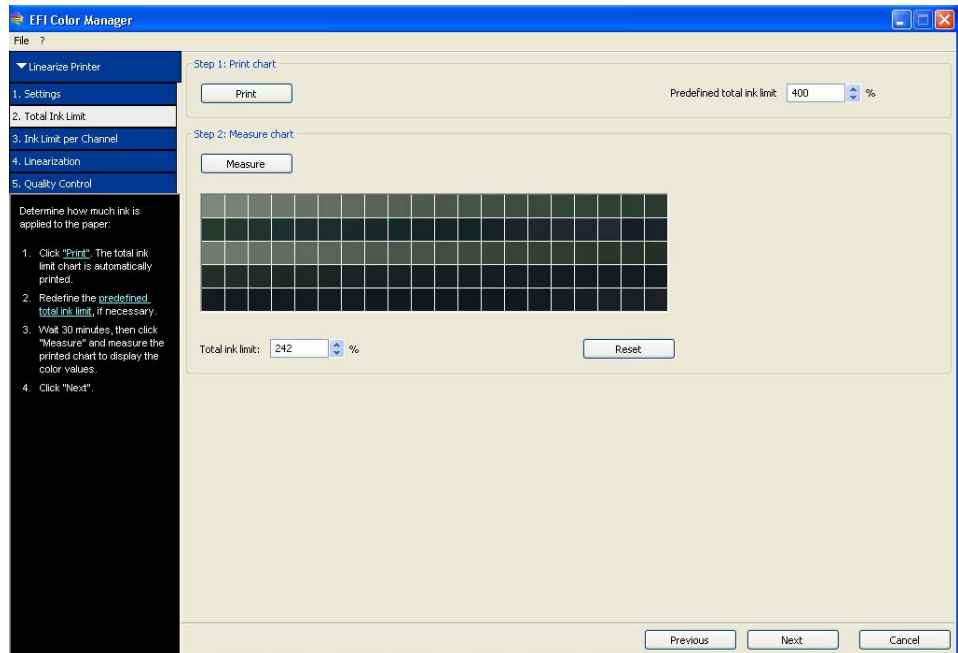 EFI Color Manager
File ?
Linearize Printer
1. Settings
2. Total Ink Limit
3. Ink Limit per Channel
4. Linearization
5. Quality Control
Determine how much ink is
applied to the paper:
1. Click "Print". The total ink
limit chart is automatically
printed.
2. Redefine the predefined
total ink limit, if necessary.
3. Wait 30 minutes, then click
"Measure" and measure the
printed chart to display the
color values.
4. Click "Next".
Step 1: Print chart
Print
Predefined total ink limit 400 %
Step 2: Measure chart
Measure
Total ink limit: 242 %
Reset
Previous
Next
Cancel